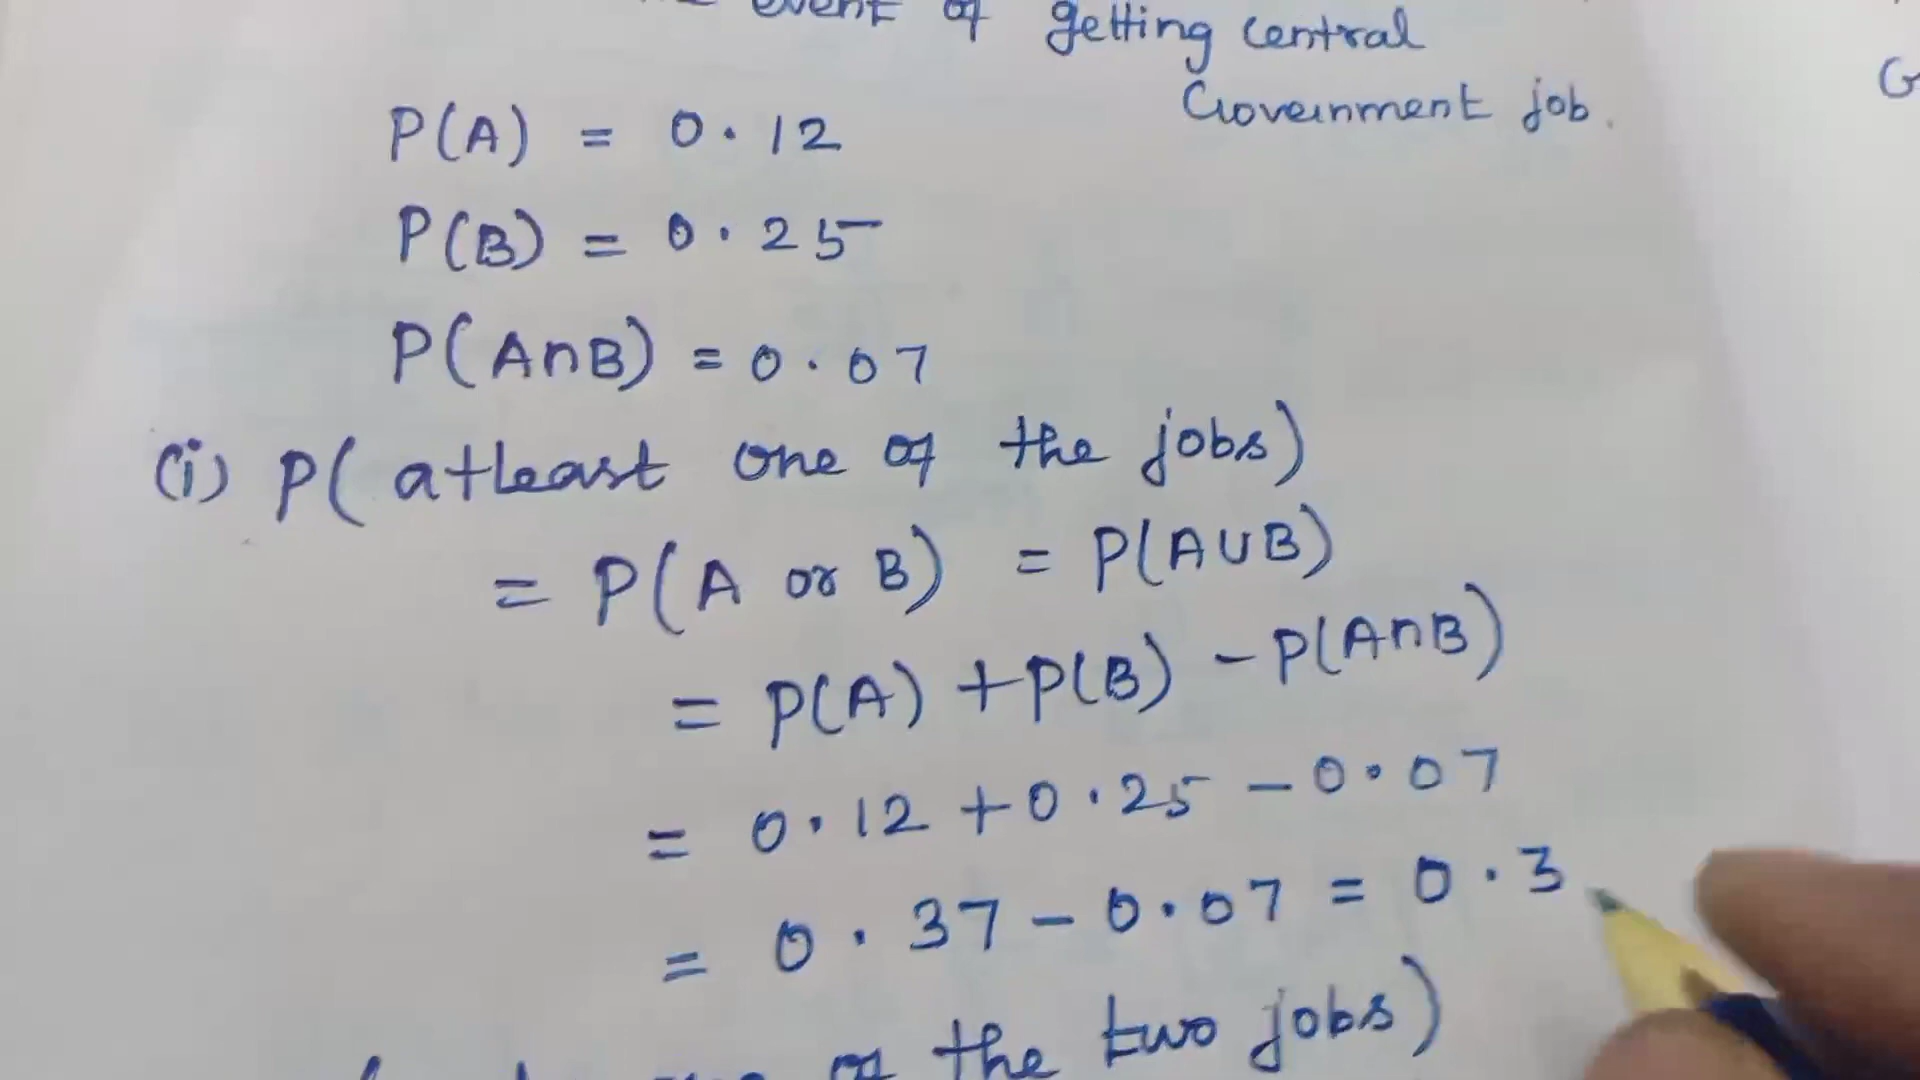 event of getting central
Government job.
G
P(A) = 0.12
P(B) = 0.25
P(A∩B) = 0.07
(i) P( atleast one of the jobs)
= P(A or B) = P(A∪B)
= P(A) + P(B) - P(A∩B)
= 0.12 + 0.25 - 0.07
= 0.37 - 0.07 = 0.3
of the two jobs)